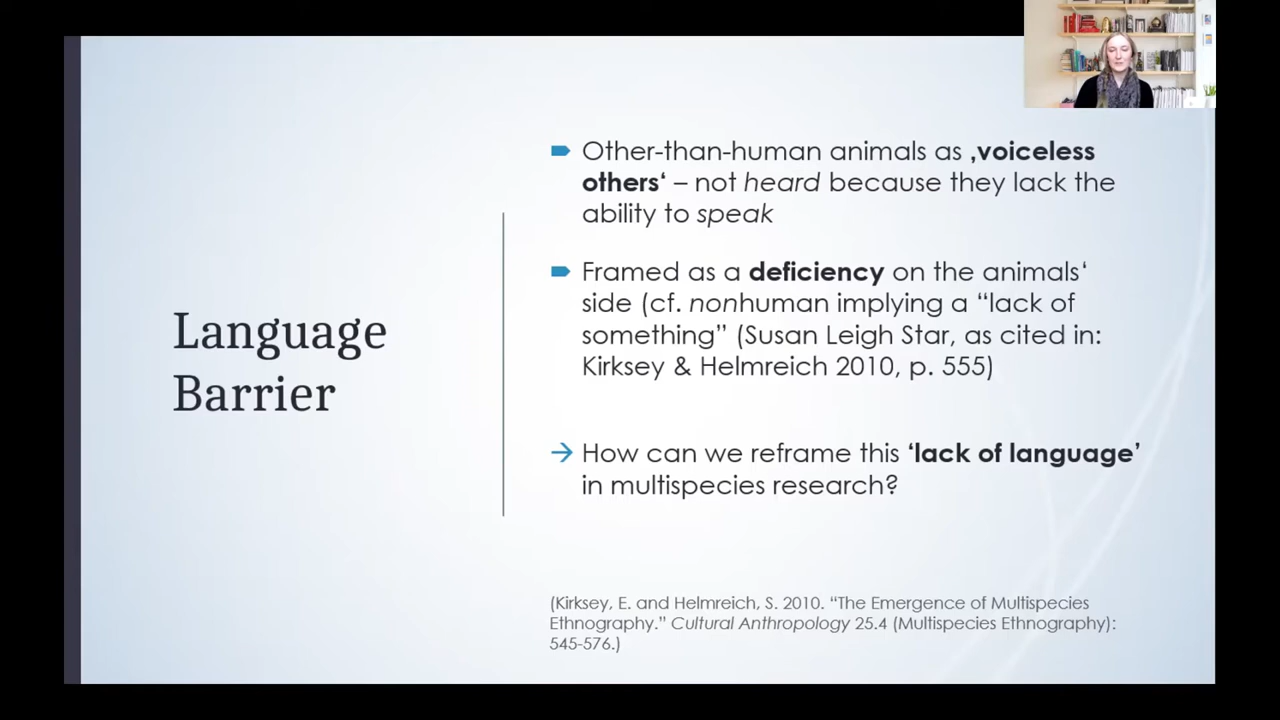 Language
Barrier
Other-than-human animals as ‚voiceless
others‘ – not heard because they lack the
ability to speak
Framed as a deficiency on the animals‘
side (cf. nonhuman implying a “lack of
something” (Susan Leigh Star, as cited in:
Kirksey & Helmreich 2010, p. 555)
→ How can we reframe this ‘lack of language’
in multispecies research?
(Kirksey, E. and Helmreich, S. 2010. “The Emergence of Multispecies
Ethnography.” Cultural Anthropology 25.4 (Multispecies Ethnography):
545-576.)